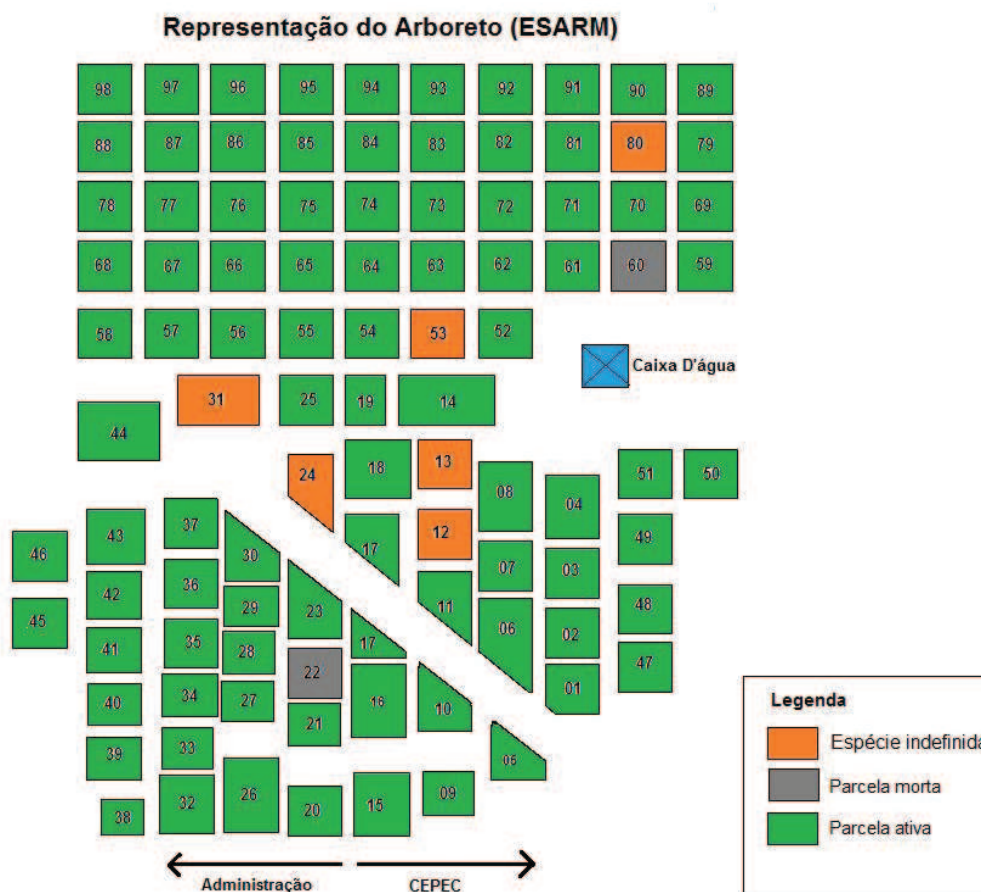 Representação do Arboreto (ESARM)
98 97 96 95 94 93 92 91 90 89
88 87 86 85 84 83 82 81 80 79
78 77 76 75 74 73 72 71 70 69
68 67 66 65 64 63 62 61 60 59
58 57 56 55 54 53 52
Caixa D'água
31 25 19 14
44
24 18 13 08 04 51 50
37 43 46 30 17 12 07 03 49
36 42 29 23 11 06 02 48
45 41 35 28 17 22 16 10 01 47
40 34 27 21
39 33 05
38 32 26 20 15 09
Legenda
Espécie indefinida
Parcela morta
Parcela ativa
Administração CEPEC